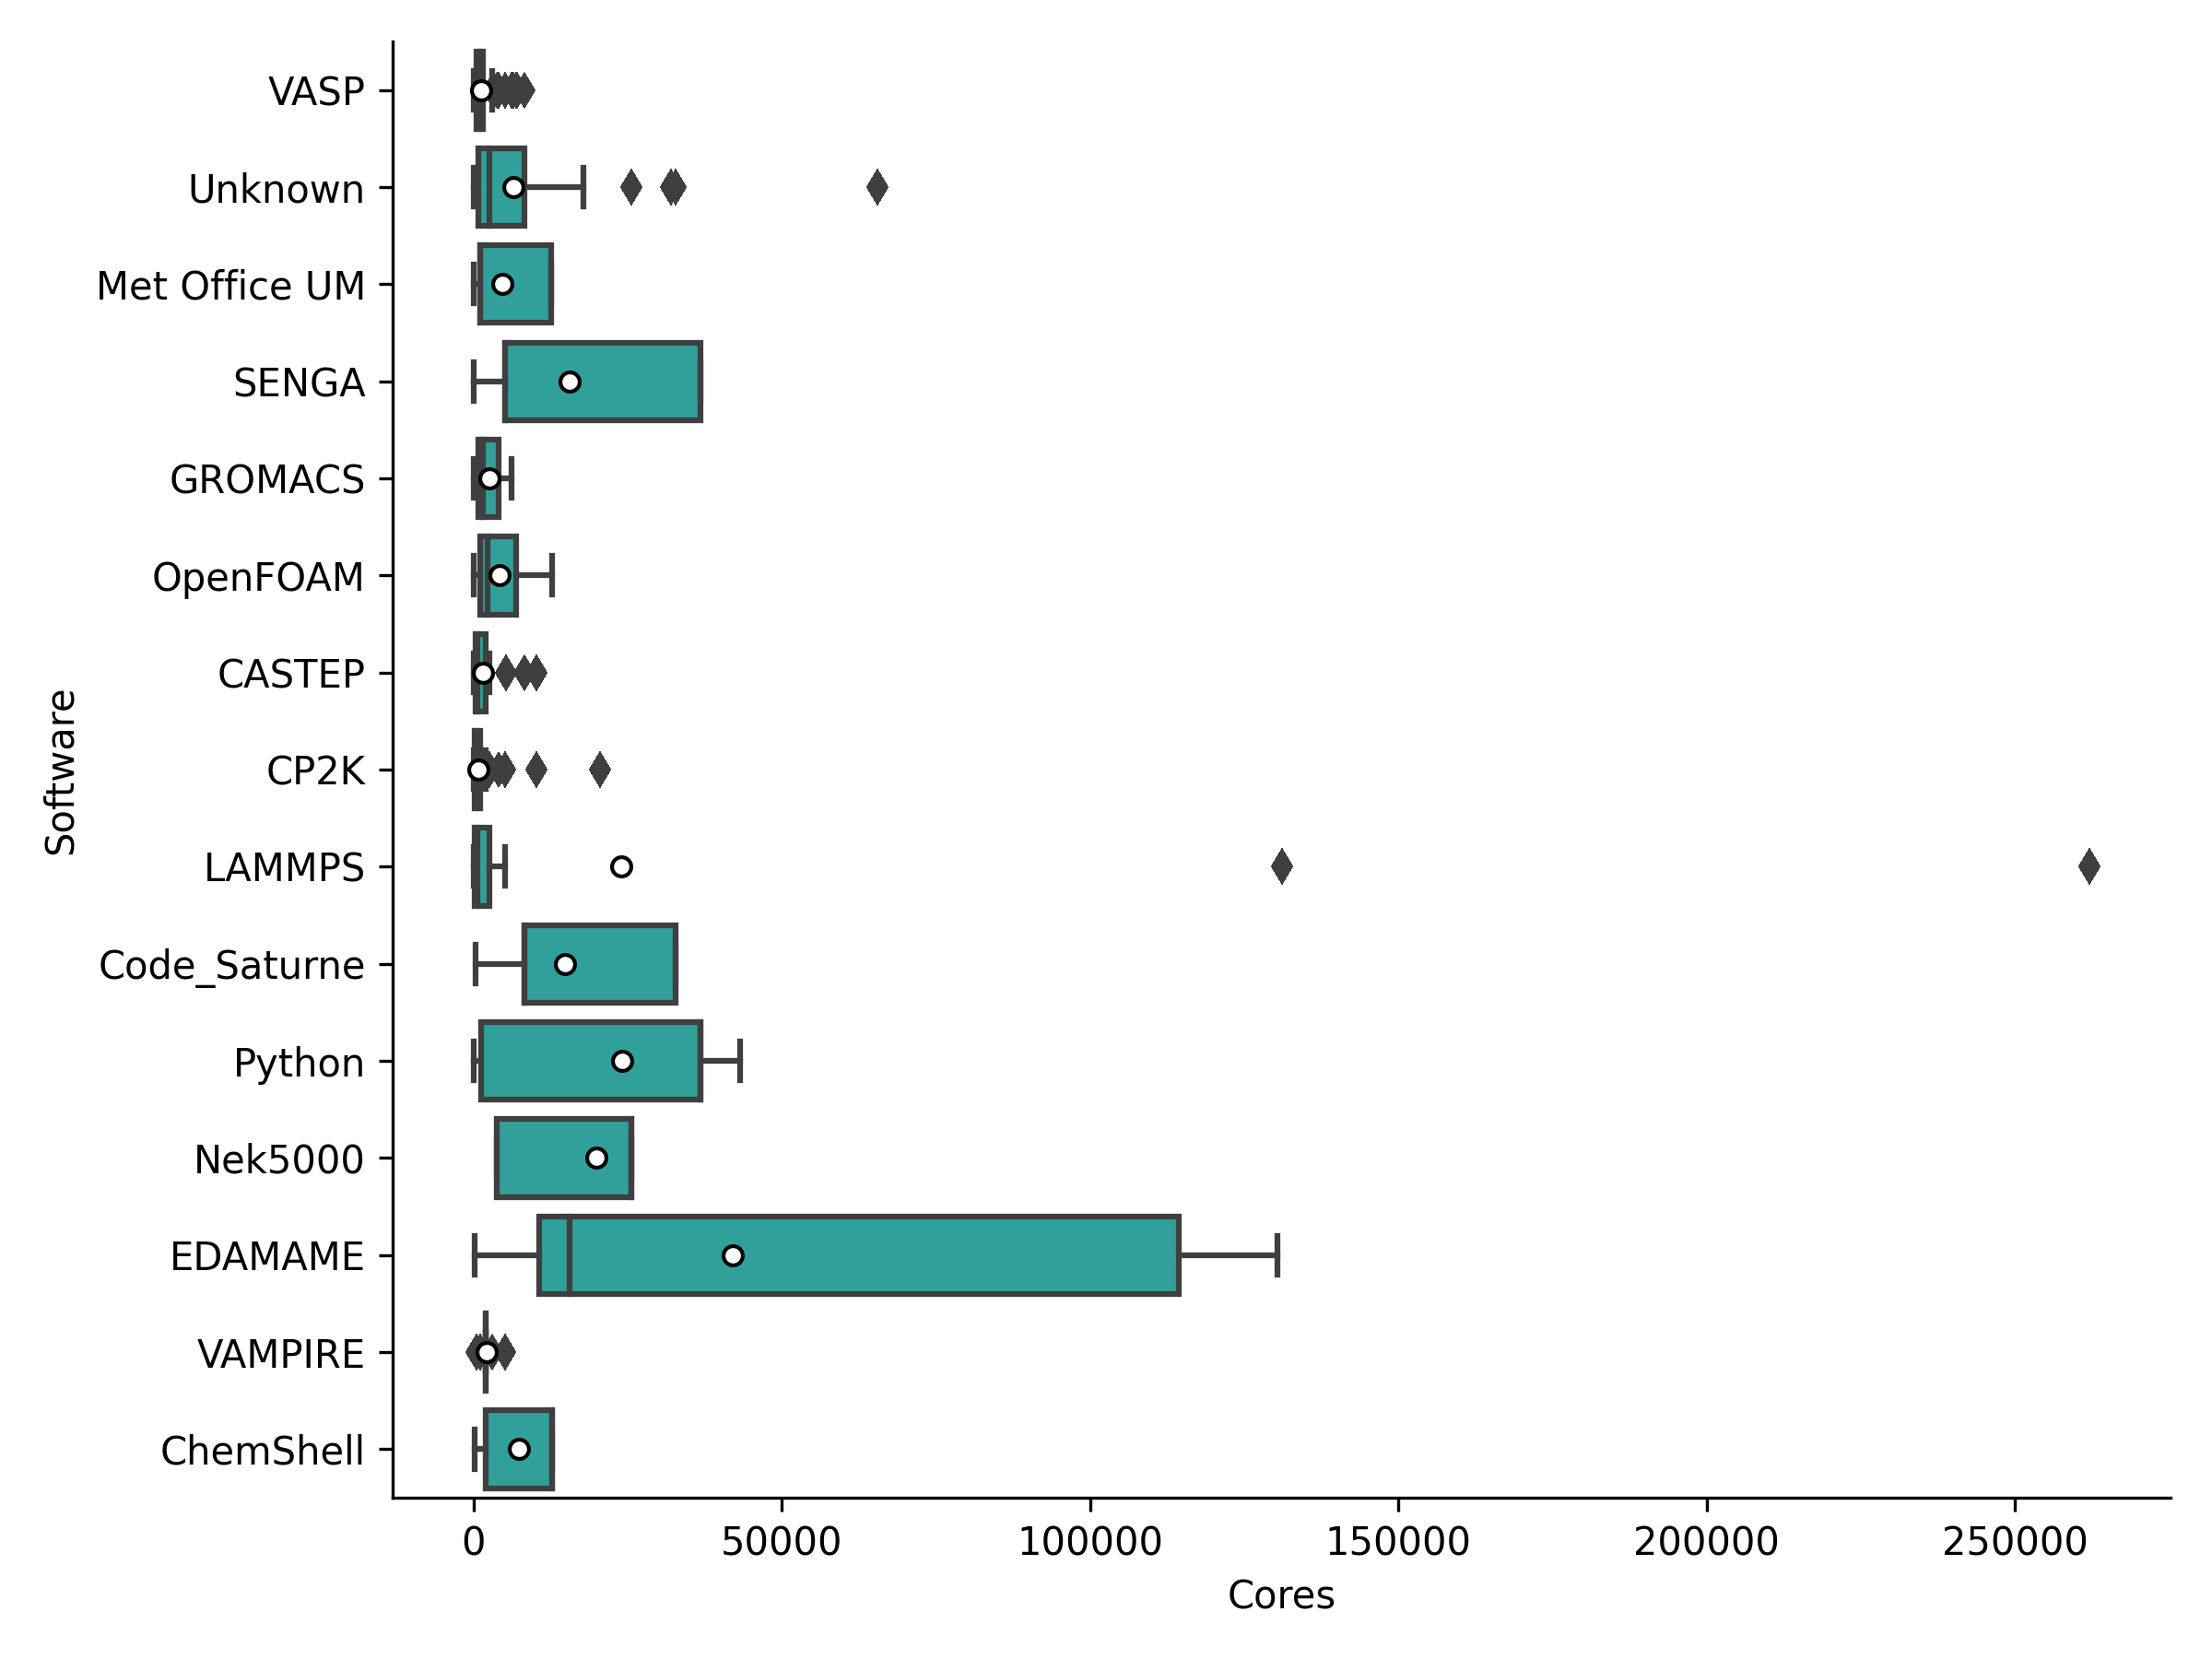 VASP
Unknown
Met Office UM
SENGA
GROMACS
OpenFOAM
CASTEP
CP2K
LAMMPS
Code_Saturne
Python
Nek5000
EDAMAME
VAMPIRE
ChemShell
Software
0 50000 100000 150000 200000 250000
Cores